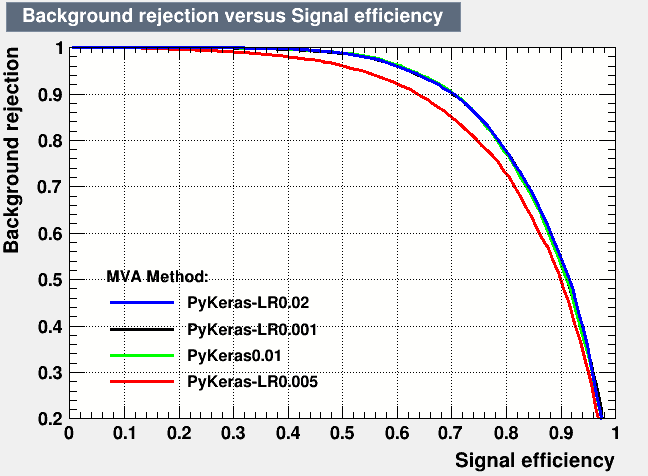 Background rejection versus Signal efficiency
Background rejection
1
0.9
0.8
0.7
0.6
0.5
0.4
0.3
0.2
MVA Method:
PyKeras-LR0.02
PyKeras-LR0.001
PyKeras0.01
PyKeras-LR0.005
0 0.1 0.2 0.3 0.4 0.5 0.6 0.7 0.8 0.9 1
Signal efficiency